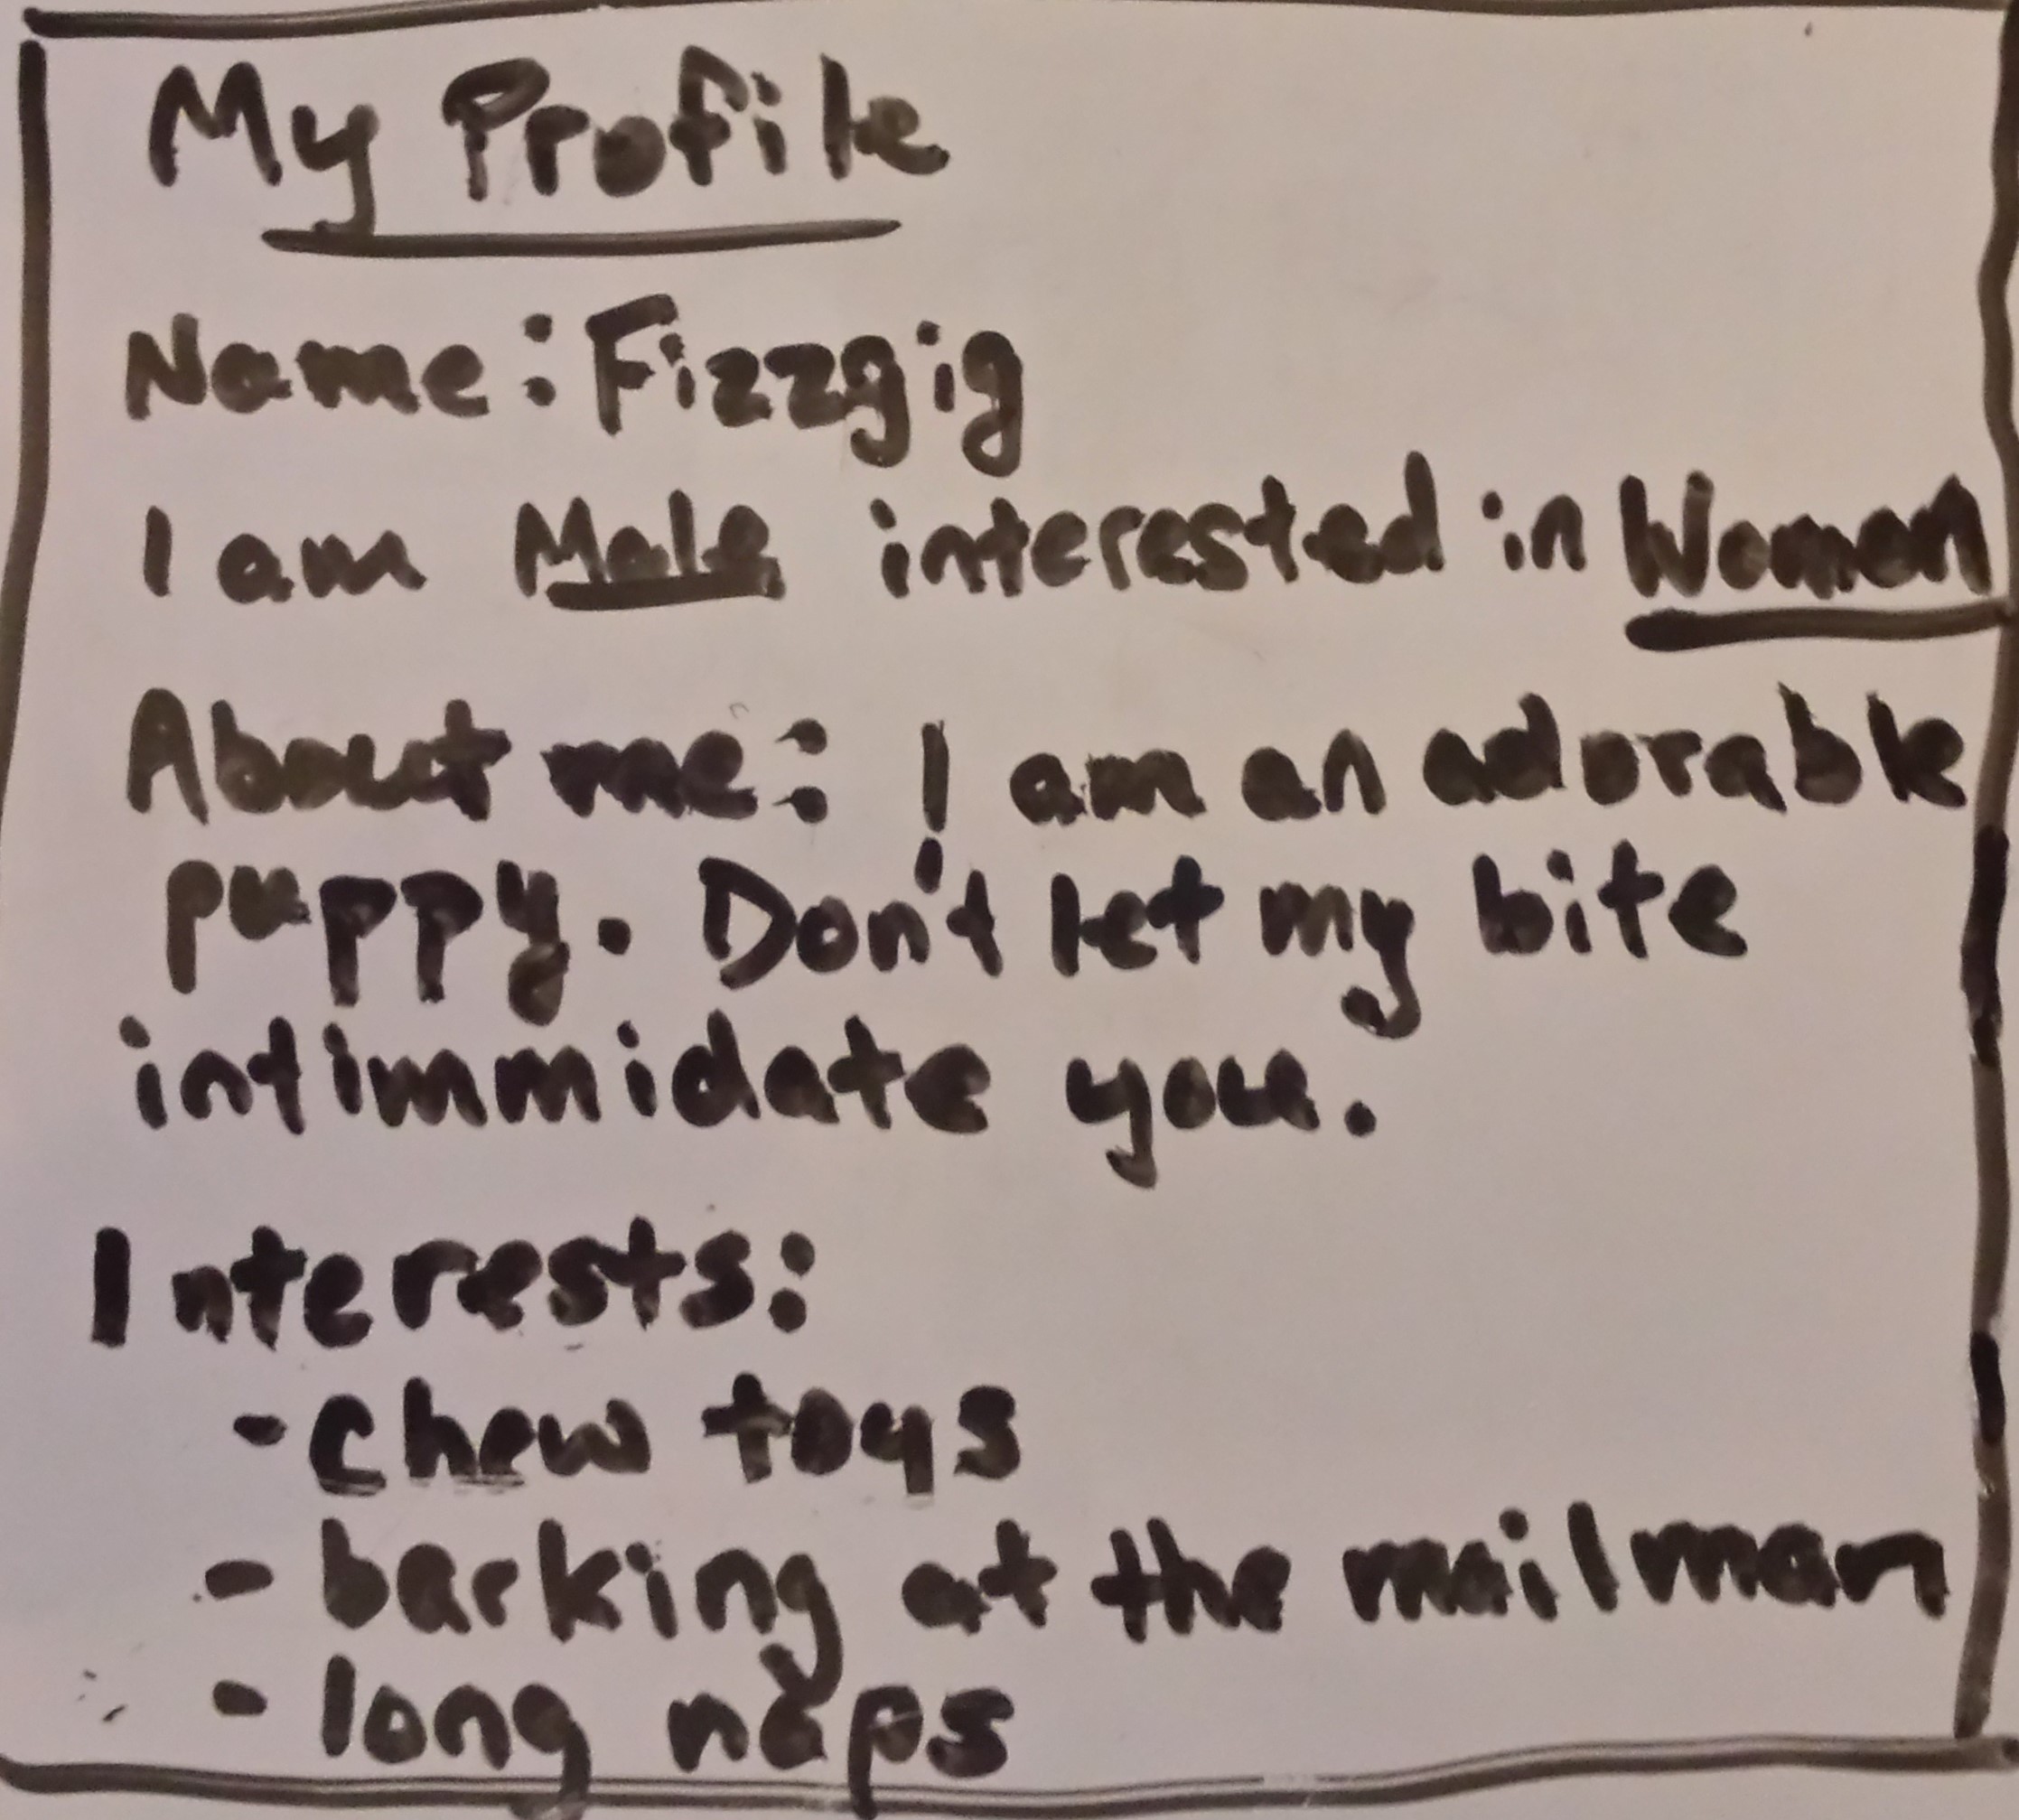 My Profile
Name: Fizzgig
I am Male interested in Women
About me: I am an adorable
puppy. Don't let my bite
intimmidate you.
Interests:
- chew toys
- barking at the mailman
- long naps